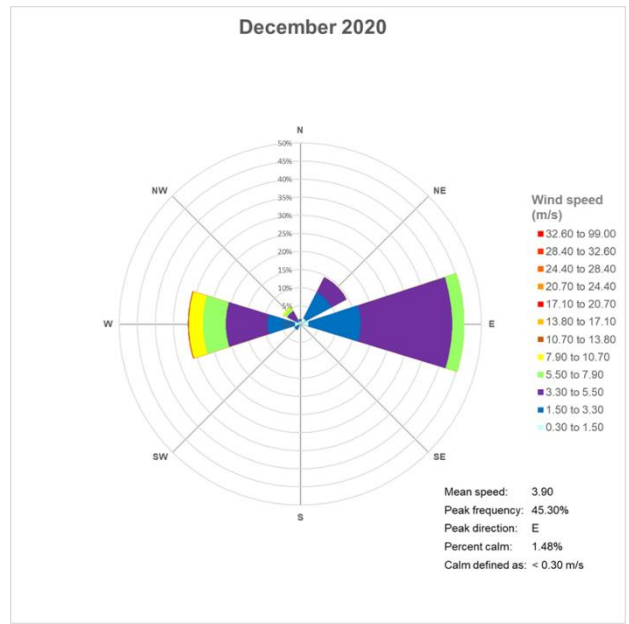 December 2020
N
50%
45%
40%
35%
30%
25%
20%
15%
10%
5%
NW
NE
W
E
SW
SE
S
Wind speed
(m/s)
32.60 to 99.00
28.40 to 32.60
24.40 to 28.40
20.70 to 24.40
17.10 to 20.70
13.80 to 17.10
10.70 to 13.80
7.90 to 10.70
5.50 to 7.90
3.30 to 5.50
1.50 to 3.30
0.30 to 1.50
Mean speed: 3.90
Peak frequency: 45.30%
Peak direction: E
Percent calm: 1.48%
Calm defined as: < 0.30 m/s